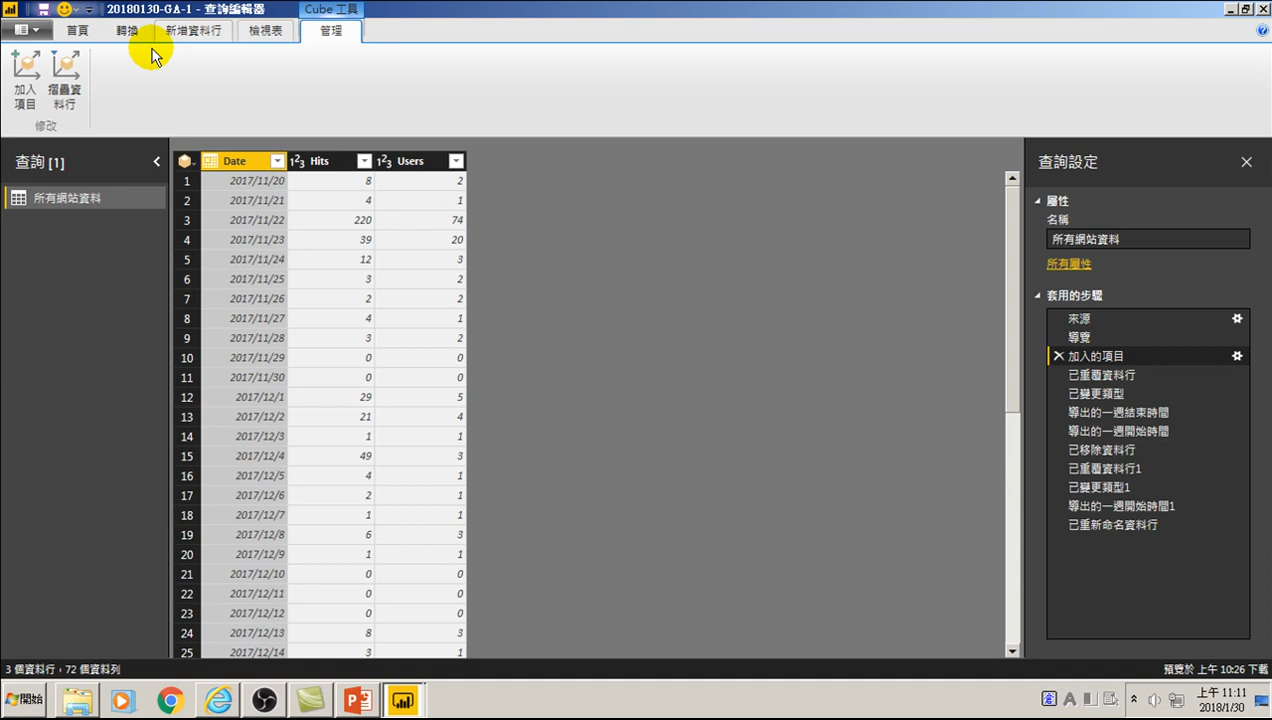 20180130-GA-1 - 查詢編輯器
Cube 工具
首頁
轉換
新增資料行
檢視表
管理
加入
項目
摺疊資
料行
修改
查詢 [1]
所有網站資料
Date
1²3 Hits
1²3 Users
1 2017/11/20 8 2
2 2017/11/21 4 1
3 2017/11/22 220 74
4 2017/11/23 39 20
5 2017/11/24 12 3
6 2017/11/25 3 2
7 2017/11/26 2 2
8 2017/11/27 4 1
9 2017/11/28 3 2
10 2017/11/29 0 0
11 2017/11/30 0 0
12 2017/12/1 29 5
13 2017/12/2 21 4
14 2017/12/3 1 1
15 2017/12/4 49 3
16 2017/12/5 4 1
17 2017/12/6 2 1
18 2017/12/7 1 1
19 2017/12/8 6 3
20 2017/12/9 1 1
21 2017/12/10 0 0
22 2017/12/11 0 0
23 2017/12/12 0 0
24 2017/12/13 8 3
25 2017/12/14 3 1
查詢設定
屬性
名稱
所有網站資料
所有屬性
套用的步驟
來源
導覽
加入的項目
已重覆資料行
已變更類型
導出的一週結束時間
導出的一週開始時間
已移除資料行
已重覆資料行1
已變更類型1
導出的一週開始時間1
已重新命名資料行
3 個資料行，72 個資料列
預覽於 上午 10:26 下載
開始
倉
上午 11:11
2018/1/30